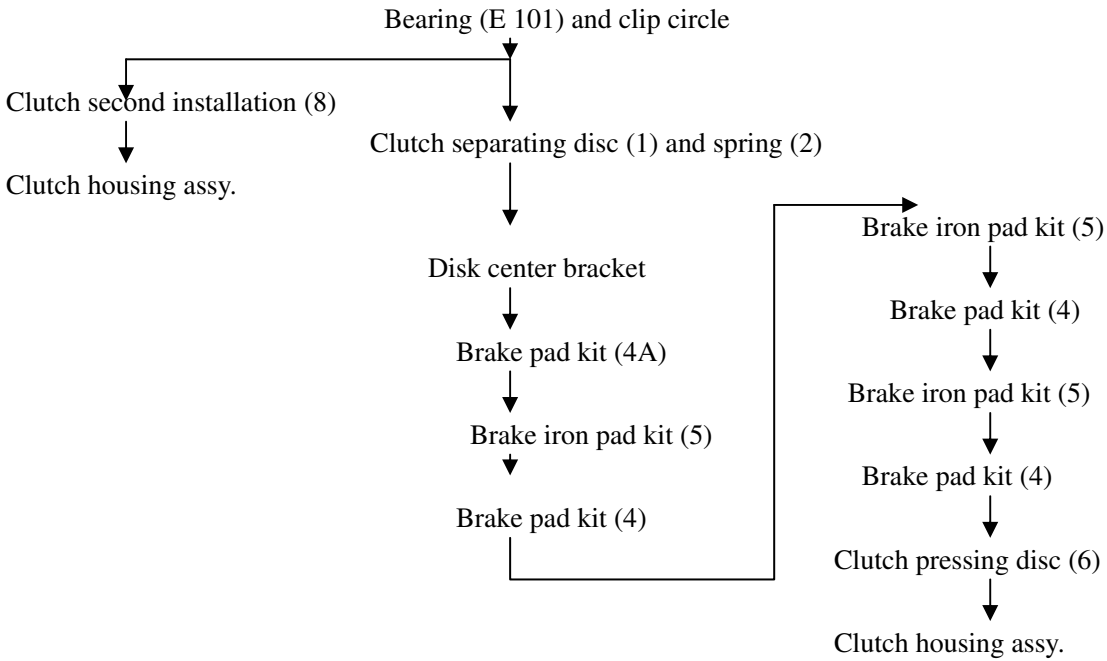 Bearing (E 101) and clip circle
Clutch second installation (8)
Clutch housing assy.
Clutch separating disc (1) and spring (2)
Disk center bracket
Brake pad kit (4A)
Brake iron pad kit (5)
Brake pad kit (4)
Brake iron pad kit (5)
Brake pad kit (4)
Brake iron pad kit (5)
Brake pad kit (4)
Clutch pressing disc (6)
Clutch housing assy.